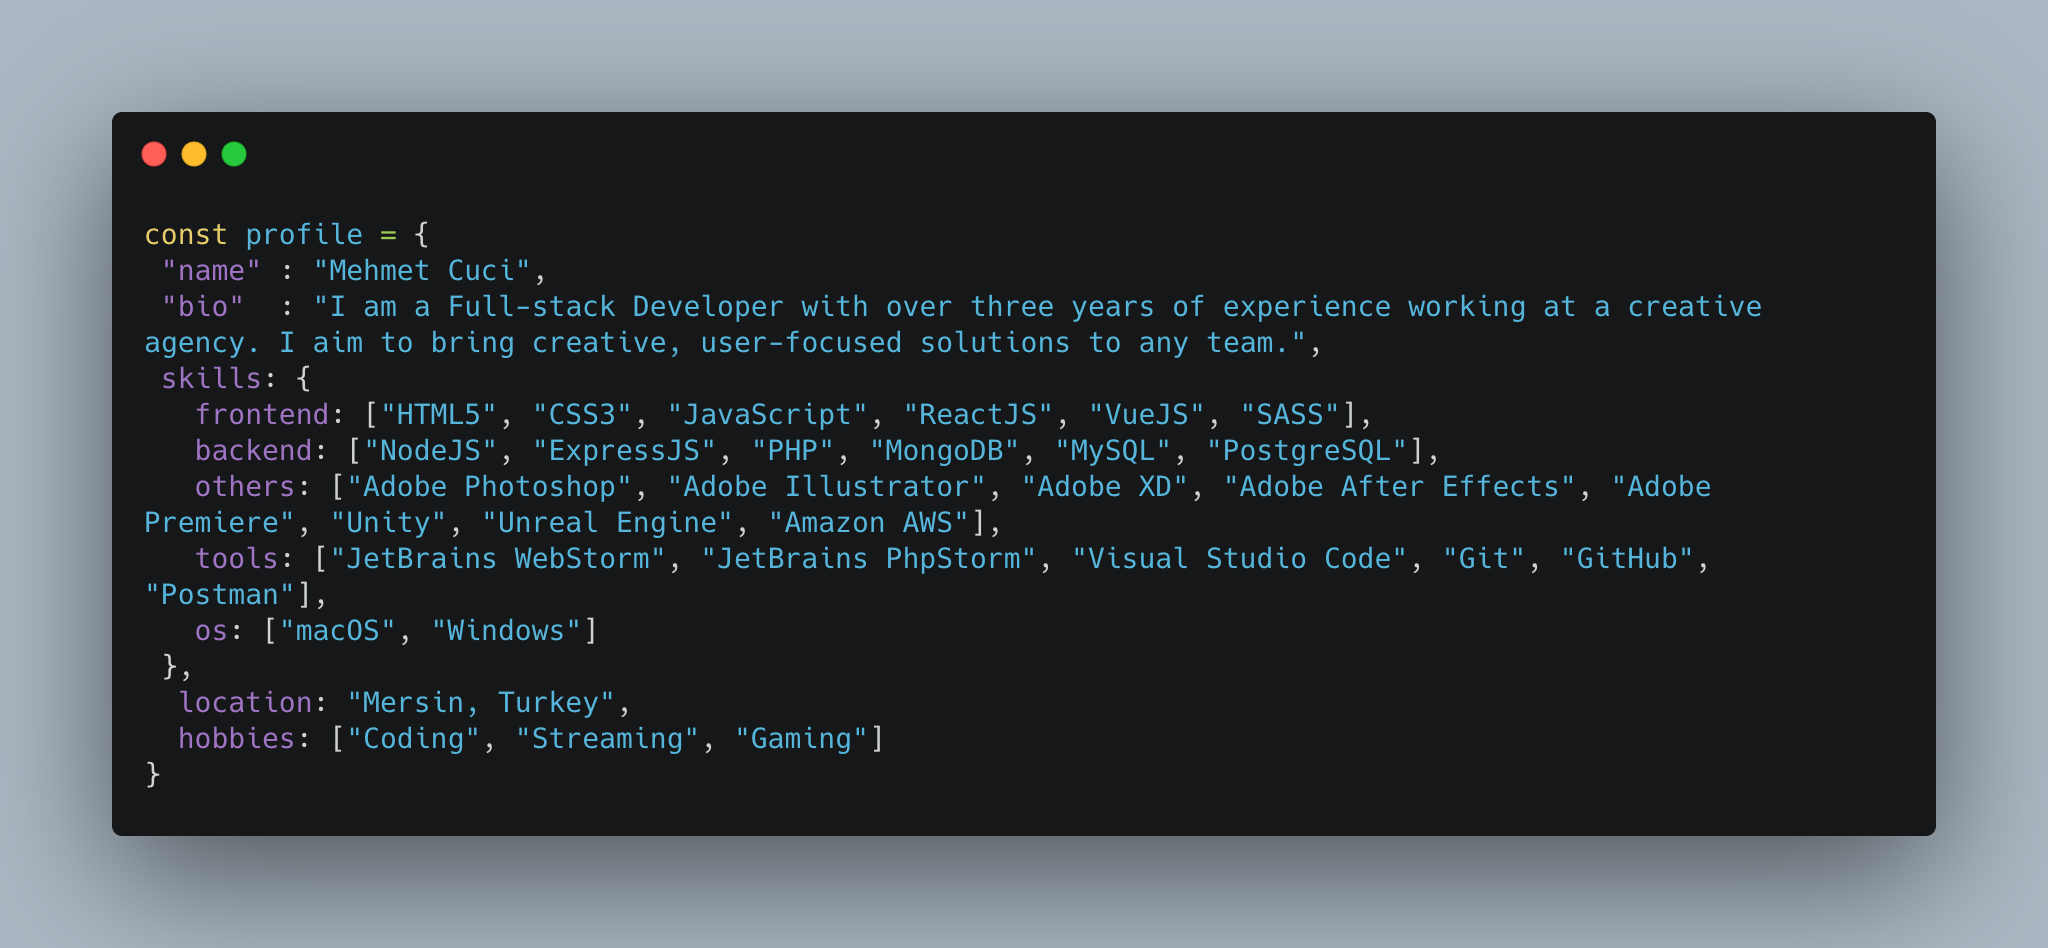 const profile = {
 "name" : "Mehmet Cuci",
 "bio"  : "I am a Full-stack Developer with over three years of experience working at a creative
agency. I aim to bring creative, user-focused solutions to any team.",
 skills: {
   frontend: ["HTML5", "CSS3", "JavaScript", "ReactJS", "VueJS", "SASS"],
   backend: ["NodeJS", "ExpressJS", "PHP", "MongoDB", "MySQL", "PostgreSQL"],
   others: ["Adobe Photoshop", "Adobe Illustrator", "Adobe XD", "Adobe After Effects", "Adobe
Premiere", "Unity", "Unreal Engine", "Amazon AWS"],
   tools: ["JetBrains WebStorm", "JetBrains PhpStorm", "Visual Studio Code", "Git", "GitHub",
"Postman"],
   os: ["macOS", "Windows"]
 },
  location: "Mersin, Turkey",
  hobbies: ["Coding", "Streaming", "Gaming"]
}